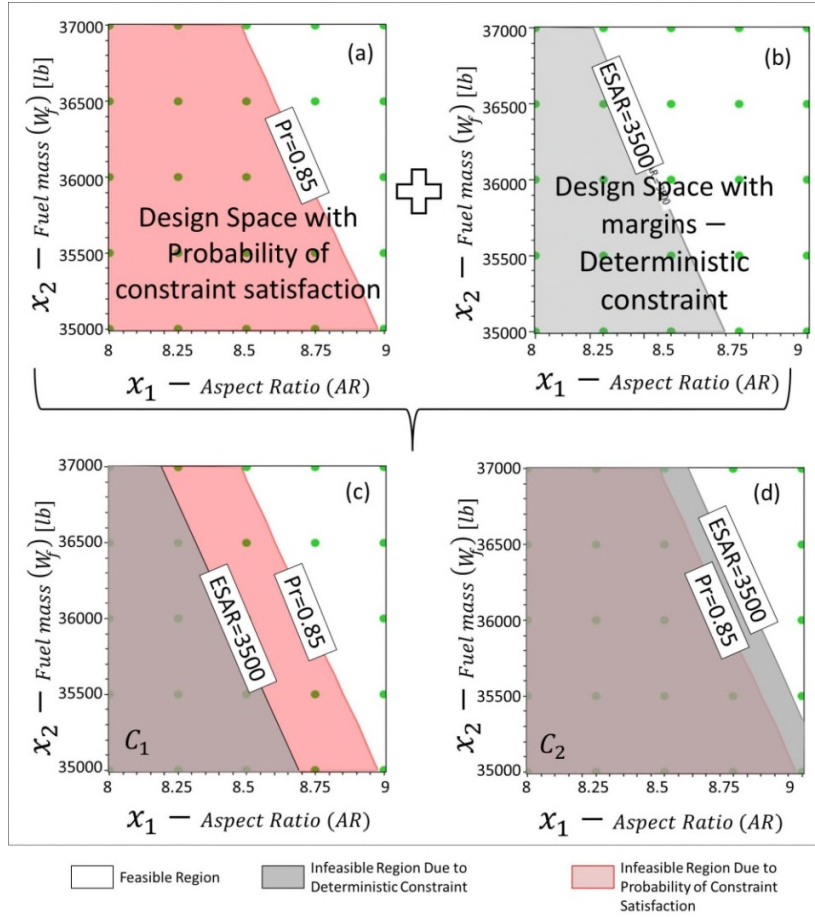 37000
(a)
36500
36000
35500
35000
x₂ − Fuel mass (W_f) [lb]
Pr=0.85
Design Space with
Probability of
constraint satisfaction
8
8.25
8.5
8.75
9
x₁ − Aspect Ratio (AR)
37000
(b)
36500
36000
35500
35000
x₂ − Fuel mass (W_f) [lb]
ESAR=3500
Design Space with
margins −
Deterministic
constraint
8
8.25
8.5
8.75
9
x₁ − Aspect Ratio (AR)
37000
(c)
36500
36000
35500
35000
x₂ − Fuel mass (W_f) [lb]
ESAR=3500
Pr=0.85
C₁
8
8.25
8.5
8.75
9
x₁ − Aspect Ratio (AR)
37000
(d)
36500
36000
35500
35000
x₂ − Fuel mass (W_f) [lb]
ESAR=3500
Pr=0.85
C₂
8
8.25
8.5
8.75
9
x₁ − Aspect Ratio (AR)
Feasible Region
Infeasible Region Due to
Deterministic Constraint
Infeasible Region Due to
Probability of Constraint
Satisfaction